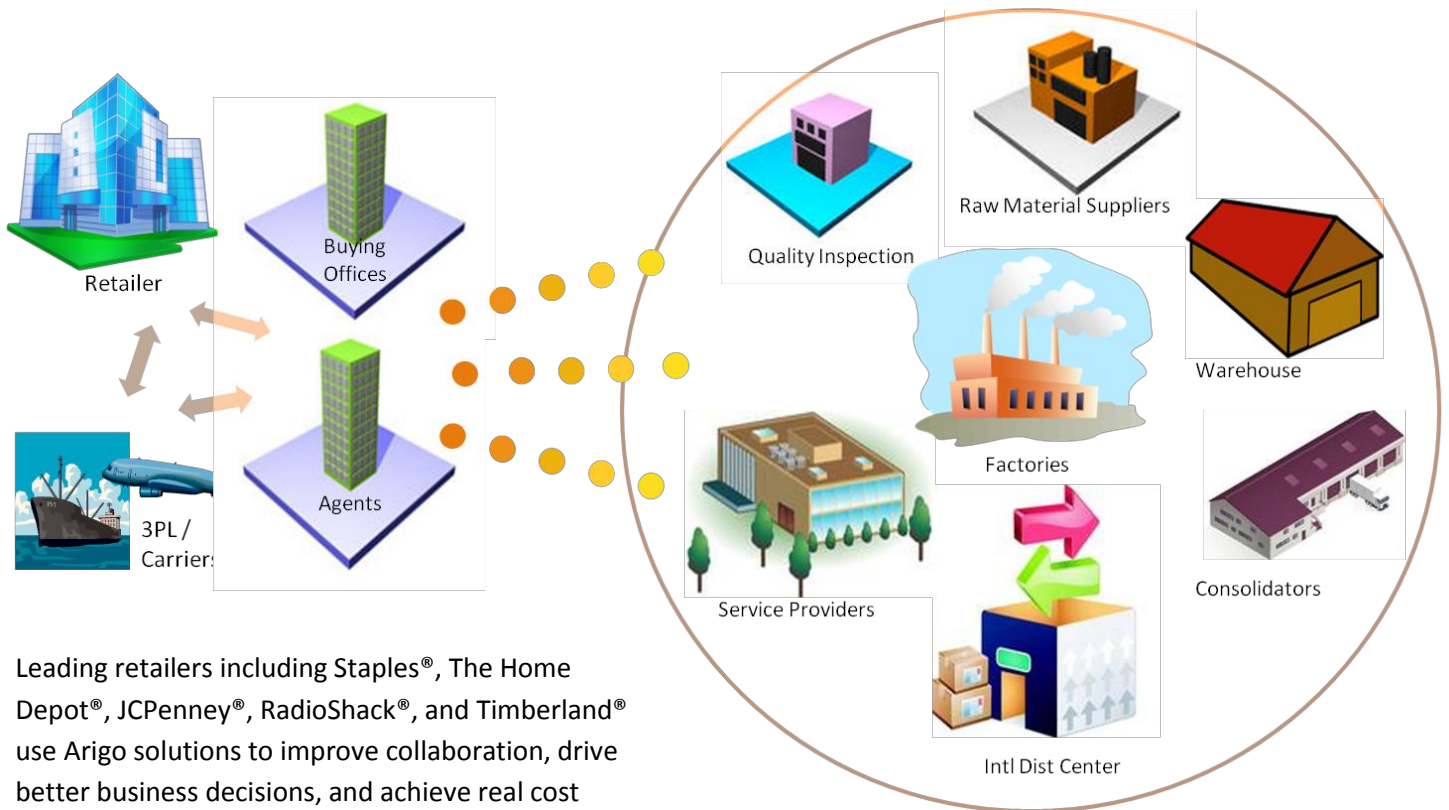 Retailer
Buying
Offices
Agents
3PL /
Carriers
Quality Inspection
Raw Material Suppliers
Warehouse
Factories
Service Providers
Consolidators
Intl Dist Center
Leading retailers including Staples®, The Home
Depot®, JCPenney®, RadioShack®, and Timberland®
use Arigo solutions to improve collaboration, drive
better business decisions, and achieve real cost